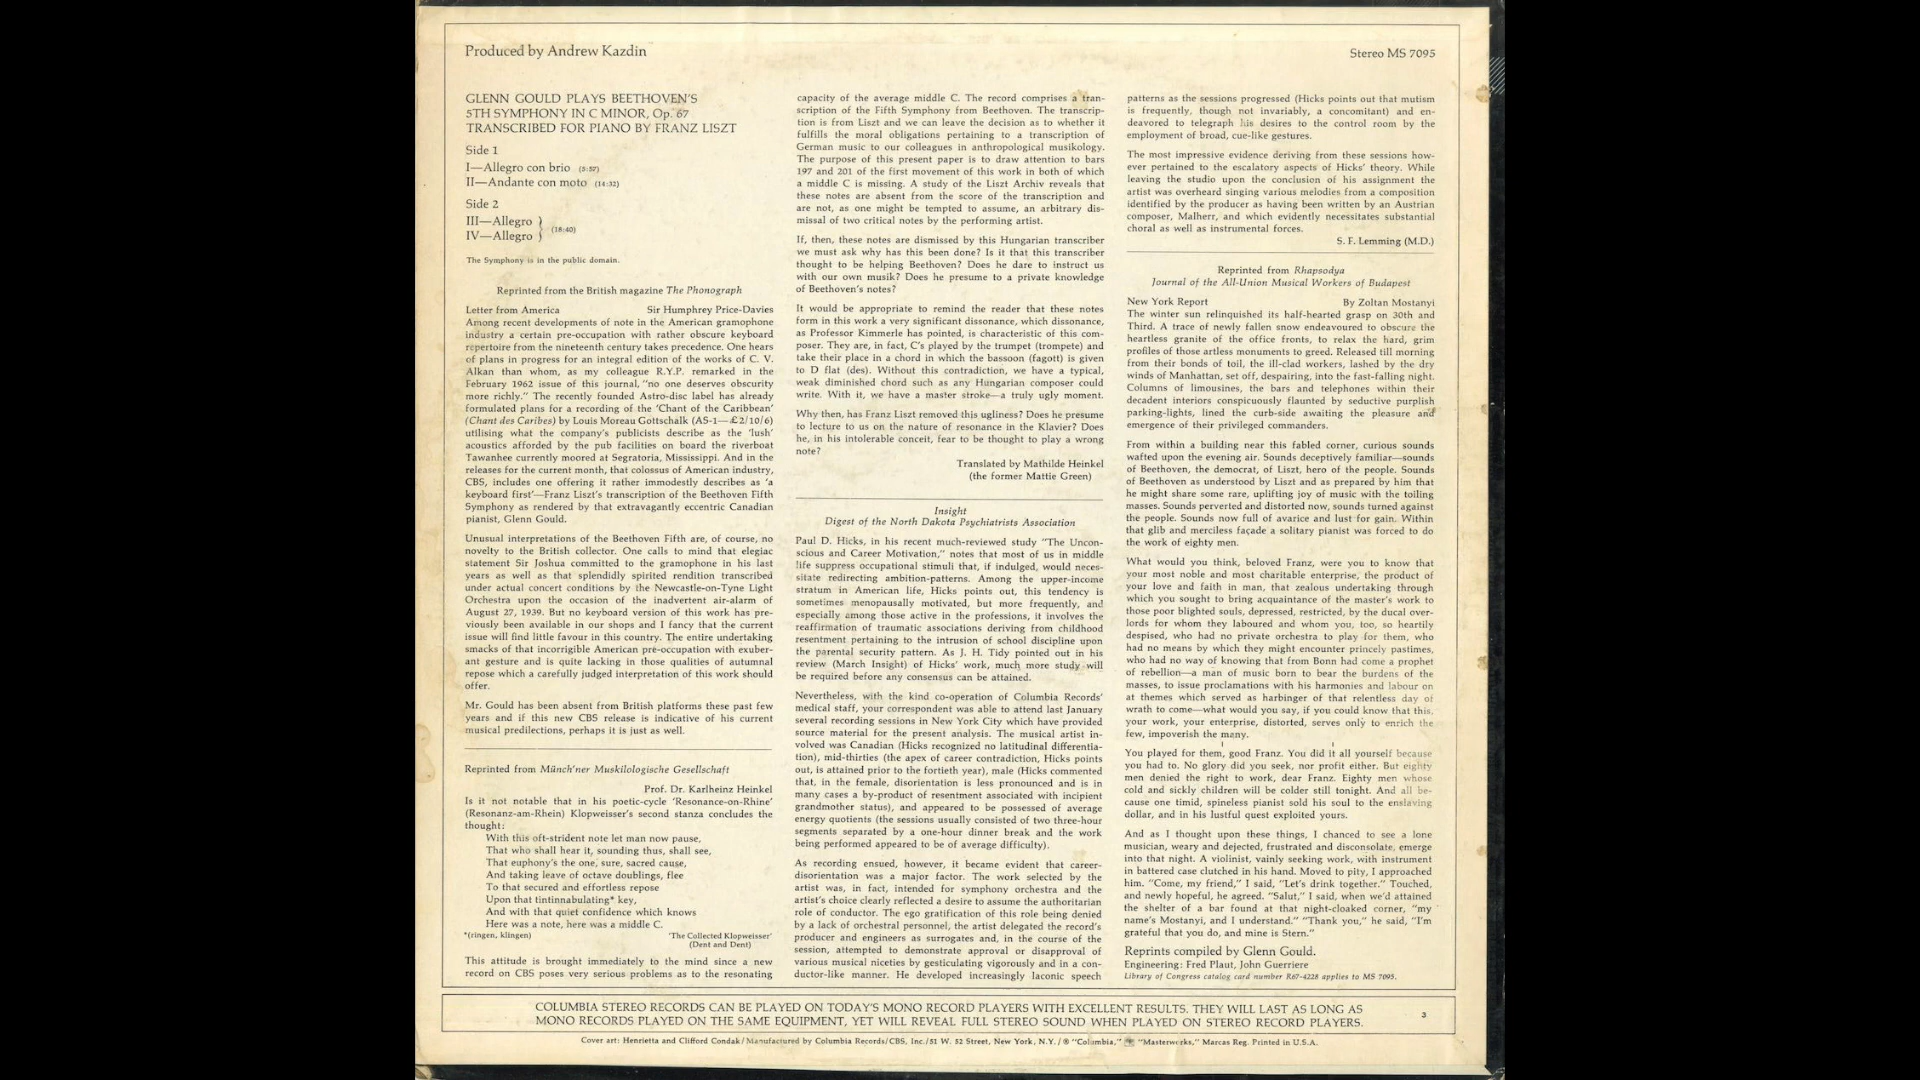 Produced by Andrew Kazdin
Stereo MS 7095
GLENN GOULD PLAYS BEETHOVEN'S
5TH SYMPHONY IN C MINOR, Op. 67
TRANSCRIBED FOR PIANO BY FRANZ LISZT
Side 1
I—Allegro con brio (5:57)
II—Andante con moto (14:32)
Side 2
III—Allegro }
IV—Allegro } (18:40)
The Symphony is in the public domain.
Reprinted from the British magazine The Phonograph
Letter from America Sir Humphrey Price-Davies
Among recent developments of note in the American gramophone
industry a certain pre-occupation with rather obscure keyboard
repertoire from the nineteenth century takes precedence. One hears
of plans in progress for an integral edition of the works of C. V.
Alkan than whom, as my colleague R.Y.P. remarked in the
February 1962 issue of this journal, "no one deserves obscurity
more richly." The recently founded Astro-disc label has already
formulated plans for a recording of the 'Chant of the Caribbean'
(Chant des Caribes) by Louis Moreau Gottschalk (AS-1—£2/10/6)
utilising what the company's publicists describe as the 'lush'
acoustics afforded by the pub facilities on board the riverboat
Tawanhee currently moored at Segratoria, Mississippi. And in the
releases for the current month, that colossus of American industry,
CBS, includes one offering it rather immodestly describes as 'a
keyboard first'—Franz Liszt's transcription of the Beethoven Fifth
Symphony as rendered by that extravagantly eccentric Canadian
pianist, Glenn Gould.
Unusual interpretations of the Beethoven Fifth are, of course, no
novelty to the British collector. One calls to mind that elegiac
statement Sir Joshua committed to the gramophone in his last
years as well as that splendidly spirited rendition transcribed
under actual concert conditions by the Newcastle-on-Tyne Light
Orchestra upon the occasion of the inadvertent air-alarm of
August 27, 1939. But no keyboard version of this work has pre-
viously been available in our shops and I fancy that the current
issue will find little favour in this country. The entire undertaking
smacks of that incorrigible American pre-occupation with exuber-
ant gesture and is quite lacking in those qualities of autumnal
repose which a carefully judged interpretation of this work should
offer.
Mr. Gould has been absent from British platforms these past few
years and if this new CBS release is indicative of his current
musical predilections, perhaps it is just as well.
Reprinted from Münch'ner Muskilologische Gesellschaft
Prof. Dr. Karlheinz Heinkel
Is it not notable that in his poetic-cycle 'Resonance-on-Rhine'
(Resonanz-am-Rhein) Klopweisser's second stanza concludes the
thought:
With this oft-strident note let man now pause,
That who shall hear it, sounding thus, shall see,
That euphony's the one, sure, sacred cause,
And taking leave of octave doublings, flee
To that secured and effortless repose
Upon that tintinnabulating* key,
And with that quiet confidence which knows
Here was a note, here was a middle C.
*(ringen, klingen) 'The Collected Klopweisser'
(Dent and Dent)
This attitude is brought immediately to the mind since a new
record on CBS poses very serious problems as to the resonating
capacity of the average middle C. The record comprises a tran-
scription of the Fifth Symphony from Beethoven. The transcrip-
tion is from Liszt and we can leave the decision as to whether it
fulfills the moral obligations pertaining to a transcription of
German music to our colleagues in anthropological musikology.
The purpose of this present paper is to draw attention to bars
197 and 201 of the first movement of this work in both of which
a middle C is missing. A study of the Liszt Archiv reveals that
these notes are absent from the score of the transcription and
are not, as one might be tempted to assume, an arbitrary dis-
missal of two critical notes by the performing artist.
If, then, these notes are dismissed by this Hungarian transcriber
we must ask why has this been done? Is it that this transcriber
thought to be helping Beethoven? Does he dare to instruct us
with our own musik? Does he presume to a private knowledge
of Beethoven's notes?
It would be appropriate to remind the reader that these notes
form in this work a very significant dissonance, which dissonance,
as Professor Kimmerle has pointed, is characteristic of this com-
poser. They are, in fact, C's played by the trumpet (trompete) and
take their place in a chord in which the bassoon (fagott) is given
to D flat (des). Without this contradiction, we have a typical,
weak diminished chord such as any Hungarian composer could
write. With it, we have a master stroke—a truly ugly moment.
Why then, has Franz Liszt removed this ugliness? Does he presume
to lecture to us on the nature of resonance in the Klavier? Does
he, in his intolerable conceit, fear to be thought to play a wrong
note?
Translated by Mathilde Heinkel
(the former Mattie Green)
Insight
Digest of the North Dakota Psychiatrists Association
Paul D. Hicks, in his recent much-reviewed study "The Uncon-
scious and Career Motivation," notes that most of us in middle
life suppress occupational stimuli that, if indulged, would neces-
sitate redirecting ambition-patterns. Among the upper-income
stratum in American life, Hicks points out, this tendency is
sometimes menopausally motivated, but more frequently, and
especially among those active in the professions, it involves the
reaffirmation of traumatic associations deriving from childhood
resentment pertaining to the intrusion of school discipline upon
the parental security pattern. As J. H. Tidy pointed out in his
review (March Insight) of Hicks' work, much more study will
be required before any consensus can be attained.
Nevertheless, with the kind co-operation of Columbia Records'
medical staff, your correspondent was able to attend last January
several recording sessions in New York City which have provided
source material for the present analysis. The musical artist in-
volved was Canadian (Hicks recognized no latitudinal differentia-
tion), mid-thirties (the apex of career contradiction, Hicks points
out, is attained prior to the fortieth year), male (Hicks commented
that, in the female, disorientation is less pronounced and is in
many cases a by-product of resentment associated with incipient
grandmother status), and appeared to be possessed of average
energy quotients (the sessions usually consisted of two three-hour
segments separated by a one-hour dinner break and the work
being performed appeared to be of average difficulty).
As recording ensued, however, it became evident that career-
disorientation was a major factor. The work selected by the
artist was, in fact, intended for symphony orchestra and the
artist's choice clearly reflected a desire to assume the authoritarian
role of conductor. The ego gratification of this role being denied
by a lack of orchestral personnel, the artist delegated the record's
producer and engineers as surrogates and, in the course of the
session, attempted to demonstrate approval or disapproval of
various musical niceties by gesticulating vigorously and in a con-
ductor-like manner. He developed increasingly laconic speech
patterns as the sessions progressed (Hicks points out that mutism
is frequently, though not invariably, a concomitant) and en-
deavored to telegraph his desires to the control room by the
employment of broad, cue-like gestures.
The most impressive evidence deriving from these sessions how-
ever pertained to the escalatory aspects of Hicks' theory. While
leaving the studio upon the conclusion of his assignment the
artist was overheard singing various melodies from a composition
identified by the producer as having been written by an Austrian
composer, Malherr, and which evidently necessitates substantial
choral as well as instrumental forces.
S. F. Lemming (M.D.)
Reprinted from Rhapsodya
Journal of the All-Union Musical Workers of Budapest
New York Report By Zoltan Mostanyi
The winter sun relinquished its half-hearted grasp on 30th and
Third. A trace of newly fallen snow endeavoured to obscure the
heartless granite of the office fronts, to relax the hard, grim
profiles of those artless monuments to greed. Released till morning
from their bonds of toil, the ill-clad workers, lashed by the dry
winds of Manhattan, set off, despairing, into the fast-falling night.
Columns of limousines, the bars and telephones within their
decadent interiors conspicuously flaunted by seductive purplish
parking-lights, lined the curb-side awaiting the pleasure and
emergence of their privileged commanders.
From within a building near this fabled corner, curious sounds
wafted upon the evening air. Sounds deceptively familiar—sounds
of Beethoven, the democrat, of Liszt, hero of the people. Sounds
of Beethoven as understood by Liszt and as prepared by him that
he might share some rare, uplifting joy of music with the toiling
masses. Sounds perverted and distorted now, sounds turned against
the people. Sounds now full of avarice and lust for gain. Within
that glib and merciless façade a solitary pianist was forced to do
the work of eighty men.
What would you think, beloved Franz, were you to know that
your most noble and most charitable enterprise, the product of
your love and faith in man, that zealous undertaking through
which you sought to bring acquaintance of the master's work to
those poor blighted souls, depressed, restricted, by the ducal over-
lords for whom they laboured and whom you, too, so heartily
despised, who had no private orchestra to play for them, who
had no means by which they might encounter princely pastimes,
who had no way of knowing that from Bonn had come a prophet
of rebellion—a man of music born to bear the burdens of the
masses, to issue proclamations with his harmonies and labour on
at themes which served as harbinger of that relentless day of
wrath to come—what would you say, if you could know that this,
your work, your enterprise, distorted, serves only to enrich the
few, impoverish the many.
You played for them, good Franz. You did it all yourself because
you had to. No glory did you seek, nor profit either. But eighty
men denied the right to work, dear Franz. Eighty men whose
cold and sickly children will be colder still tonight. And all be-
cause one timid, spineless pianist sold his soul to the enslaving
dollar, and in his lustful quest exploited yours.
And as I thought upon these things, I chanced to see a lone
musician, weary and dejected, frustrated and disconsolate, emerge
into that night. A violinist, vainly seeking work, with instrument
in battered case clutched in his hand. Moved to pity, I approached
him. "Come, my friend," I said, "Let's drink together." Touched,
and newly hopeful, he agreed. "Salut," I said, when we'd attained
the shelter of a bar found at that night-cloaked corner, "my
name's Mostanyi, and I understand." "Thank you," he said, "I'm
grateful that you do, and mine is Stern."
Reprints compiled by Glenn Gould.
Engineering: Fred Plaut, John Guerriere
Library of Congress catalog card number R67-4228 applies to MS 7095.
COLUMBIA STEREO RECORDS CAN BE PLAYED ON TODAY'S MONO RECORD PLAYERS WITH EXCELLENT RESULTS. THEY WILL LAST AS LONG AS
MONO RECORDS PLAYED ON THE SAME EQUIPMENT, YET WILL REVEAL FULL STEREO SOUND WHEN PLAYED ON STEREO RECORD PLAYERS.
3
Cover art: Henrietta and Clifford Condak/Manufactured by Columbia Records/CBS, Inc./51 W. 52 Street, New York, N.Y./® "Columbia," "Masterworks," Marcas Reg. Printed in U.S.A.